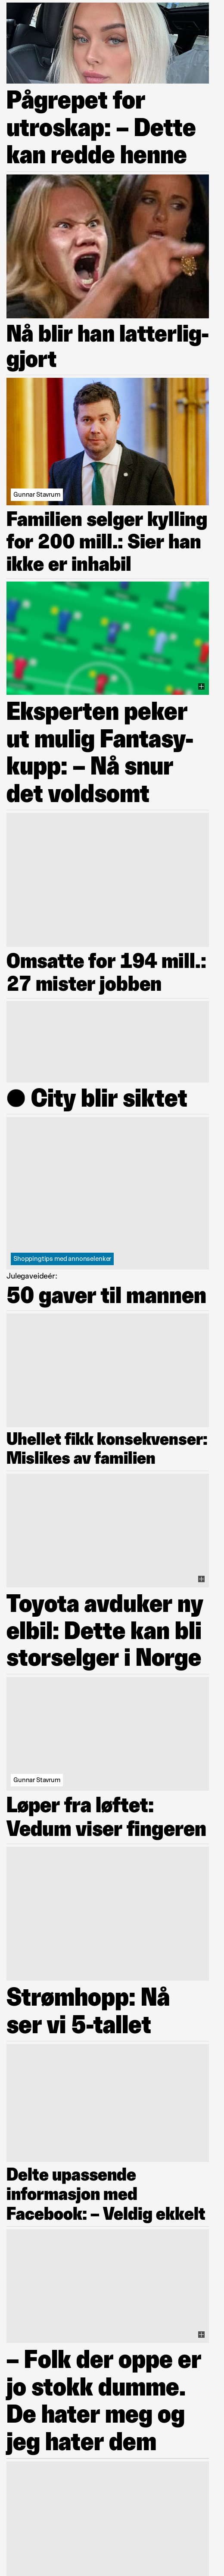 Pågrepet for
utroskap: – Dette
kan redde henne
Nå blir han latterlig-
gjort
Gunnar Stavrum
Familien selger kylling
for 200 mill.: Sier han
ikke er inhabil
Eksperten peker
ut mulig Fantasy-
kupp: – Nå snur
det voldsomt
Omsatte for 194 mill.:
27 mister jobben
● City blir siktet
Shoppingtips med annonselenker
Julegaveideér:
50 gaver til mannen
Uhellet fikk konsekvenser:
Mislikes av familien
Toyota avduker ny
elbil: Dette kan bli
storselger i Norge
Gunnar Stavrum
Løper fra løftet:
Vedum viser fingeren
Strømhopp: Nå
ser vi 5-tallet
Delte upassende
informasjon med
Facebook: – Veldig ekkelt
– Folk der oppe er
jo stokk dumme.
De hater meg og
jeg hater dem